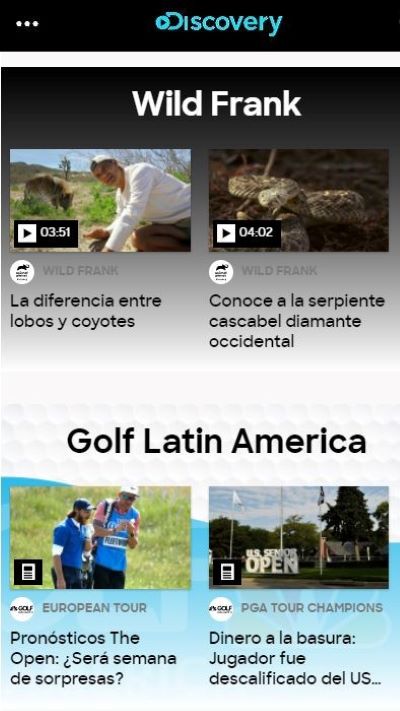 Discovery
Wild Frank
03:51
04:02
WILD FRANK
WILD FRANK
La diferencia entre
lobos y coyotes
Conoce a la serpiente
cascabel diamante
occidental
Golf Latin America
U.S. SENIOR
OPEN
GOLF
EUROPEAN TOUR
GOLF
PGA TOUR CHAMPIONS
Pronósticos The
Open: ¿Será semana
de sorpresas?
Dinero a la basura:
Jugador fue
descalificado del US...